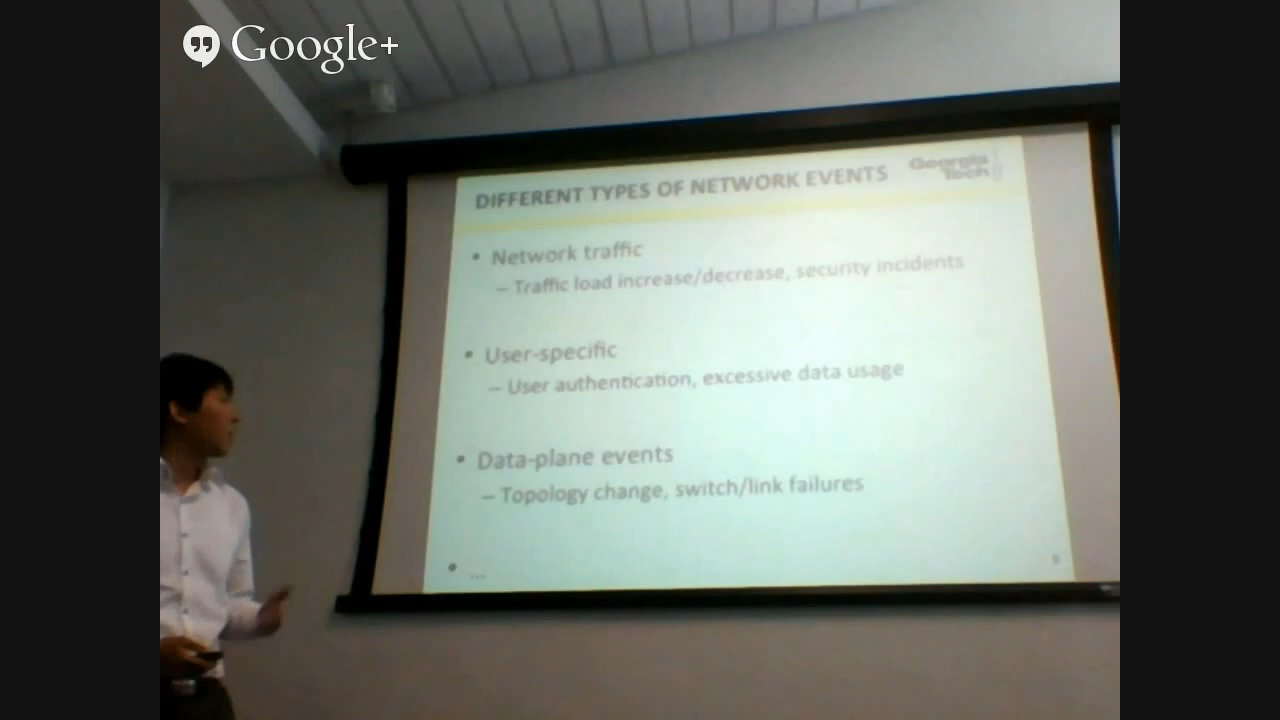 Google+
DIFFERENT TYPES OF NETWORK EVENTS
Georgia
Tech
• Network traffic
– Traffic load increase/decrease, security incidents
• User-specific
– User authentication, excessive data usage
• Data-plane events
– Topology change, switch/link failures
• ...